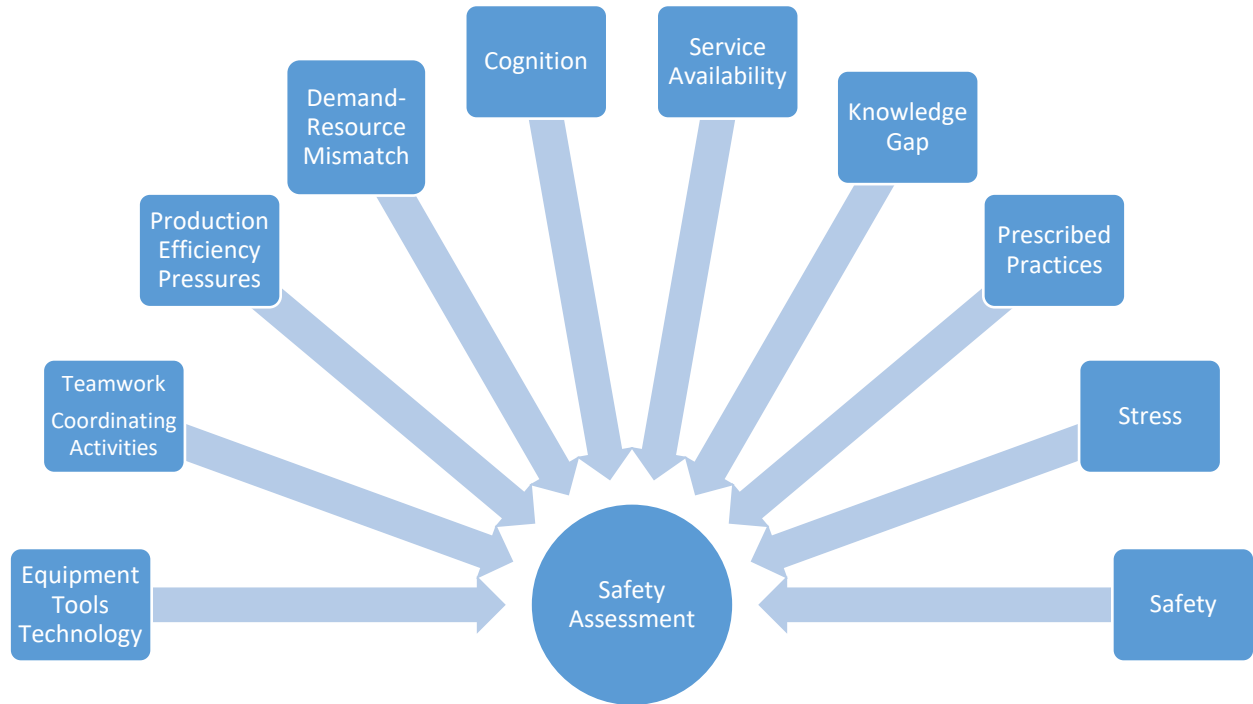 Cognition
Service
Availability
Demand-
Resource
Mismatch
Knowledge
Gap
Production
Efficiency
Pressures
Prescribed
Practices
Teamwork
Coordinating
Activities
Stress
Equipment
Tools
Technology
Safety
Assessment
Safety